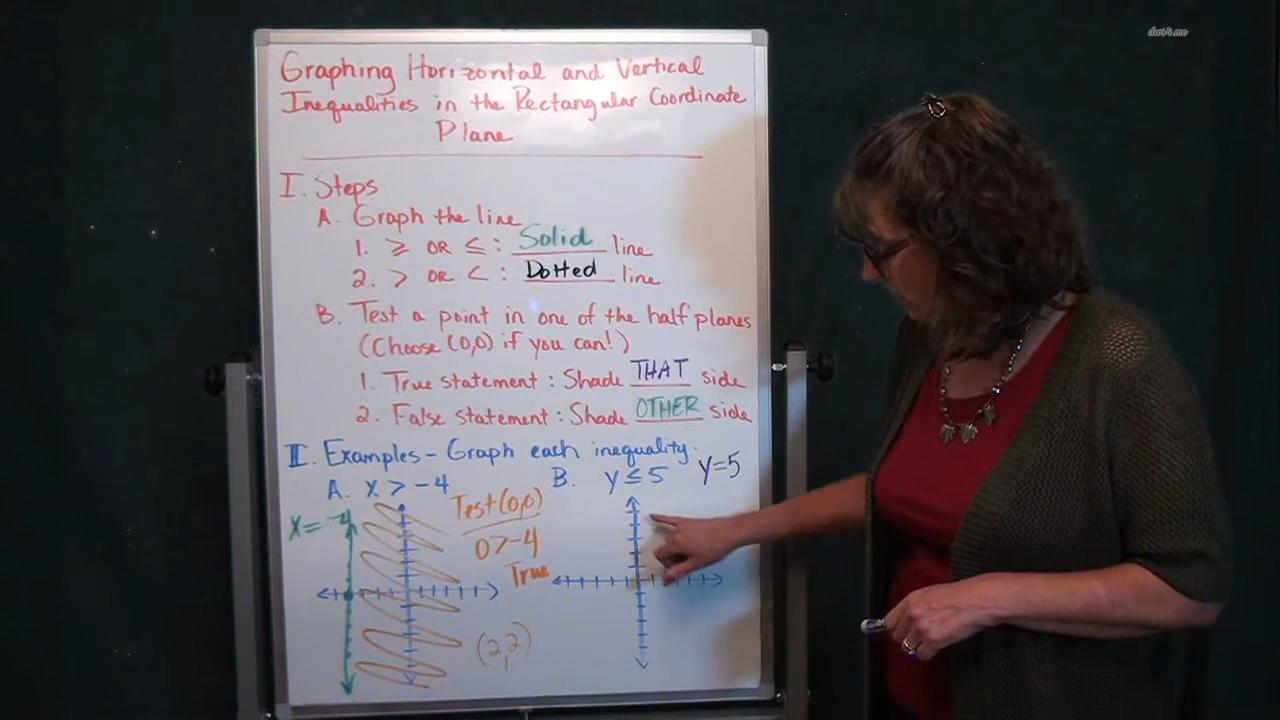 Graphing Horizontal and Vertical
Inequalities in the Rectangular Coordinate
Plane
I. Steps
A. Graph the line
1. ≥ OR ≤ : Solid line
2. > OR < : Dotted line
B. Test a point in one of the half planes
(Choose (0,0) if you can!)
1. True statement : Shade THAT side
2. False statement : Shade OTHER side
II. Examples - Graph each inequality.
A. x > -4
B. y ≤ 5
y=5
x = -4
Test (0,0)
0 > -4
True
(2,2)